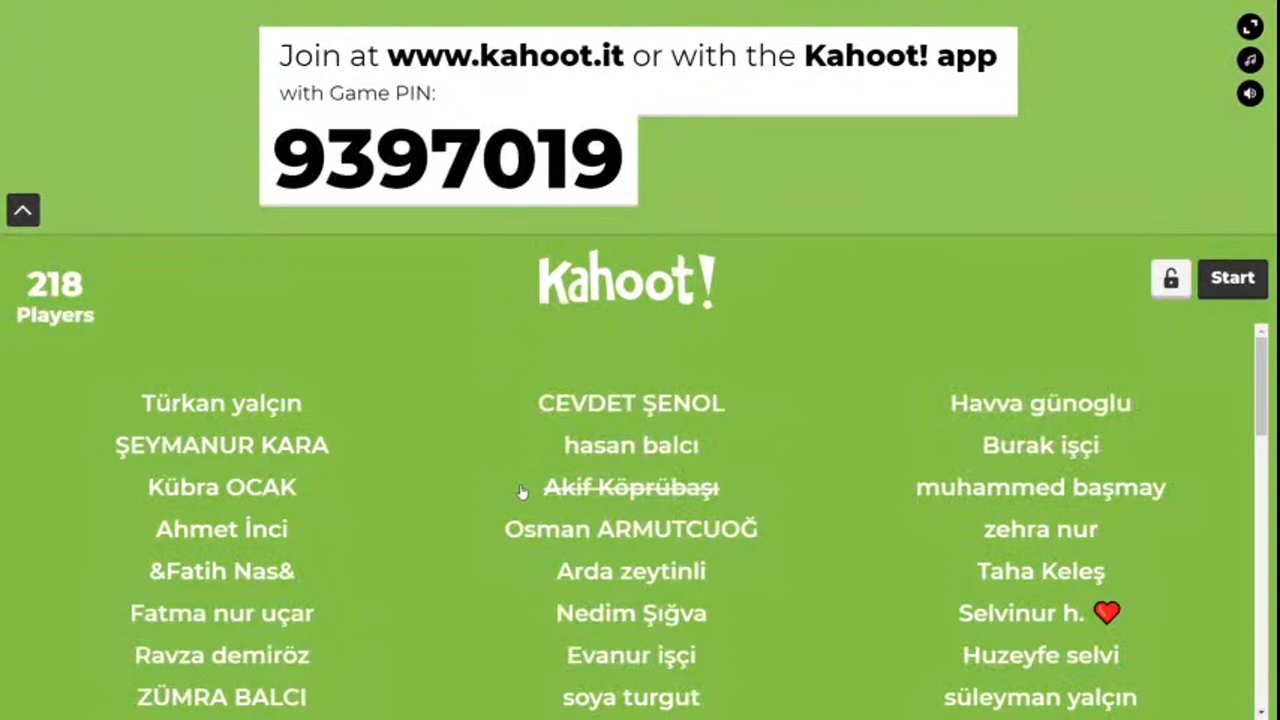 Join at www.kahoot.it or with the Kahoot! app
with Game PIN:
9397019
218
Players
Kahoot!
Start
Türkan yalçın
CEVDET ŞENOL
Havva günoglu
ŞEYMANUR KARA
hasan balcı
Burak işçi
Kübra OCAK
Akif Köprübaşı
muhammed başmay
Ahmet İnci
Osman ARMUTCUOĞ
zehra nur
&Fatih Nas&
Arda zeytinli
Taha Keleş
Fatma nur uçar
Nedim Şığva
Selvinur h. ❤️
Ravza demiröz
Evanur işçi
Huzeyfe selvi
ZÜMRA BALCI
soya turgut
süleyman yalçın